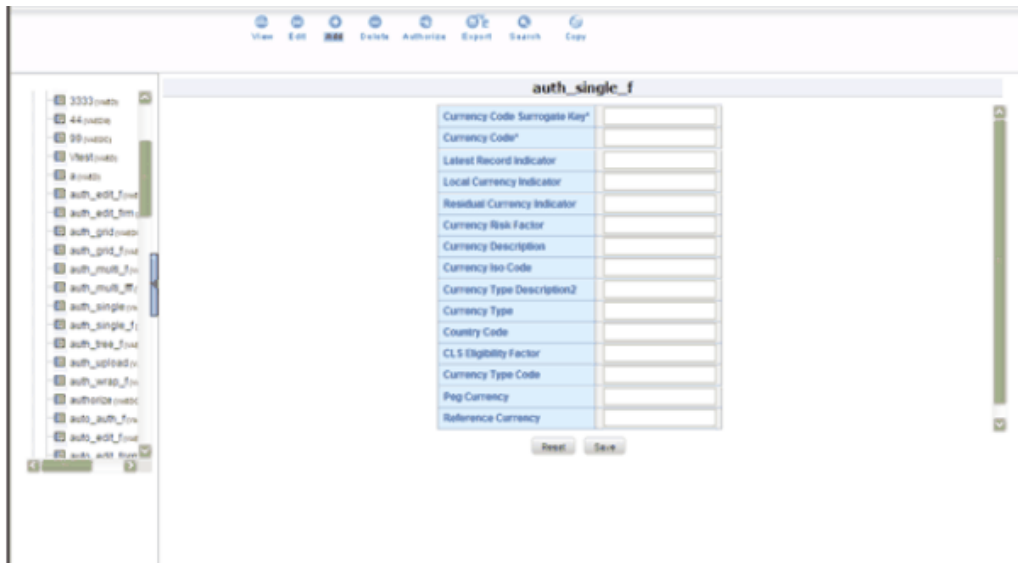 View Edit Add Delete Authorize Export Search Copy
auth_single_f
3333
44
99
Vtest
a
auth_edit_f
auth_edit_frm
auth_grid
auth_grid_f
auth_multi_f
auth_multi_ff
auth_single
auth_single_f
auth_tree_f
auth_upload
auth_wrap_f
authorize
auto_auth_f
auto_edit_f
auto_edit_frm
Currency Code Surrogate Key*
Currency Code*
Latest Record Indicator
Local Currency Indicator
Residual Currency Indicator
Currency Risk Factor
Currency Description
Currency Iso Code
Currency Type Description2
Currency Type
Country Code
CLS Eligibility Factor
Currency Type Code
Peg Currency
Reference Currency
Reset Save